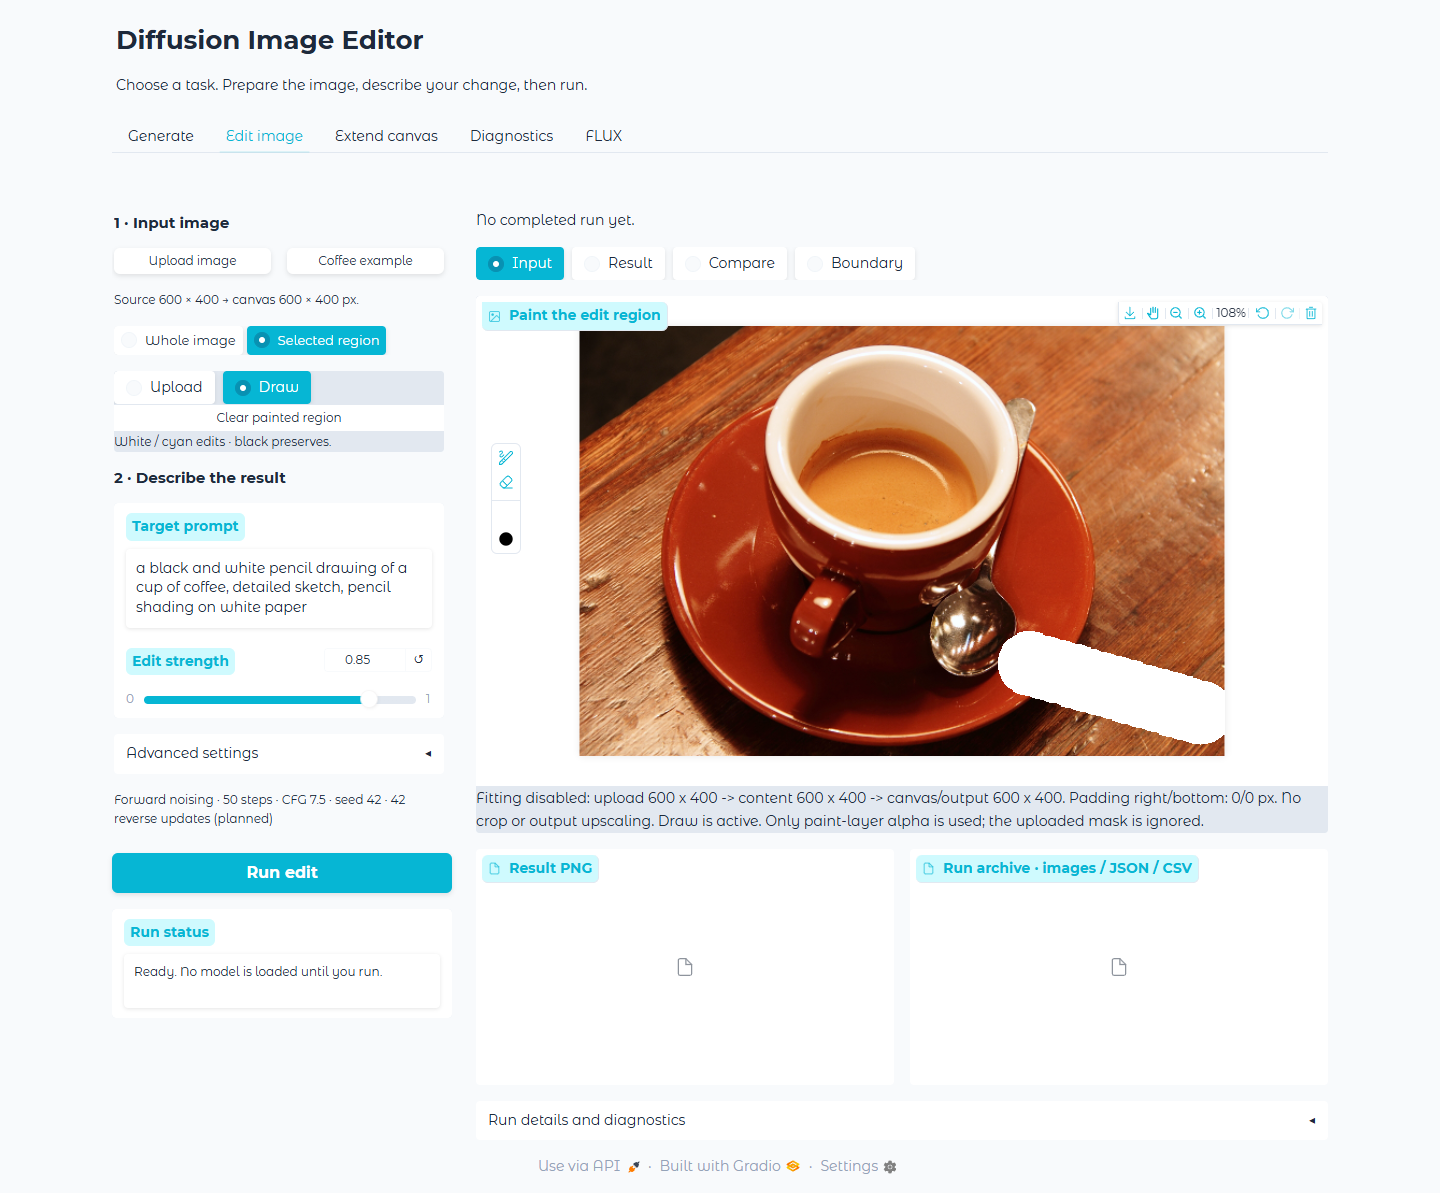 Diffusion Image Editor
Choose a task. Prepare the image, describe your change, then run.
Generate
Edit image
Extend canvas
Diagnostics
FLUX
1 · Input image
Upload image
Coffee example
Source 600 × 400 → canvas 600 × 400 px.
Whole image
Selected region
Upload
Draw
Clear painted region
White / cyan edits · black preserves.
2 · Describe the result
Target prompt
a black and white pencil drawing of a
cup of coffee, detailed sketch, pencil
shading on white paper
Edit strength
0.85
↺
0
1
Advanced settings
Forward noising · 50 steps · CFG 7.5 · seed 42 · 42
reverse updates (planned)
Run edit
Run status
Ready. No model is loaded until you run.
No completed run yet.
Input
Result
Compare
Boundary
Paint the edit region
108%
Fitting disabled: upload 600 x 400 -> content 600 x 400 -> canvas/output 600 x 400. Padding right/bottom: 0/0 px. No
crop or output upscaling. Draw is active. Only paint-layer alpha is used; the uploaded mask is ignored.
Result PNG
Run archive · images / JSON / CSV
Run details and diagnostics
Use via API · Built with Gradio · Settings